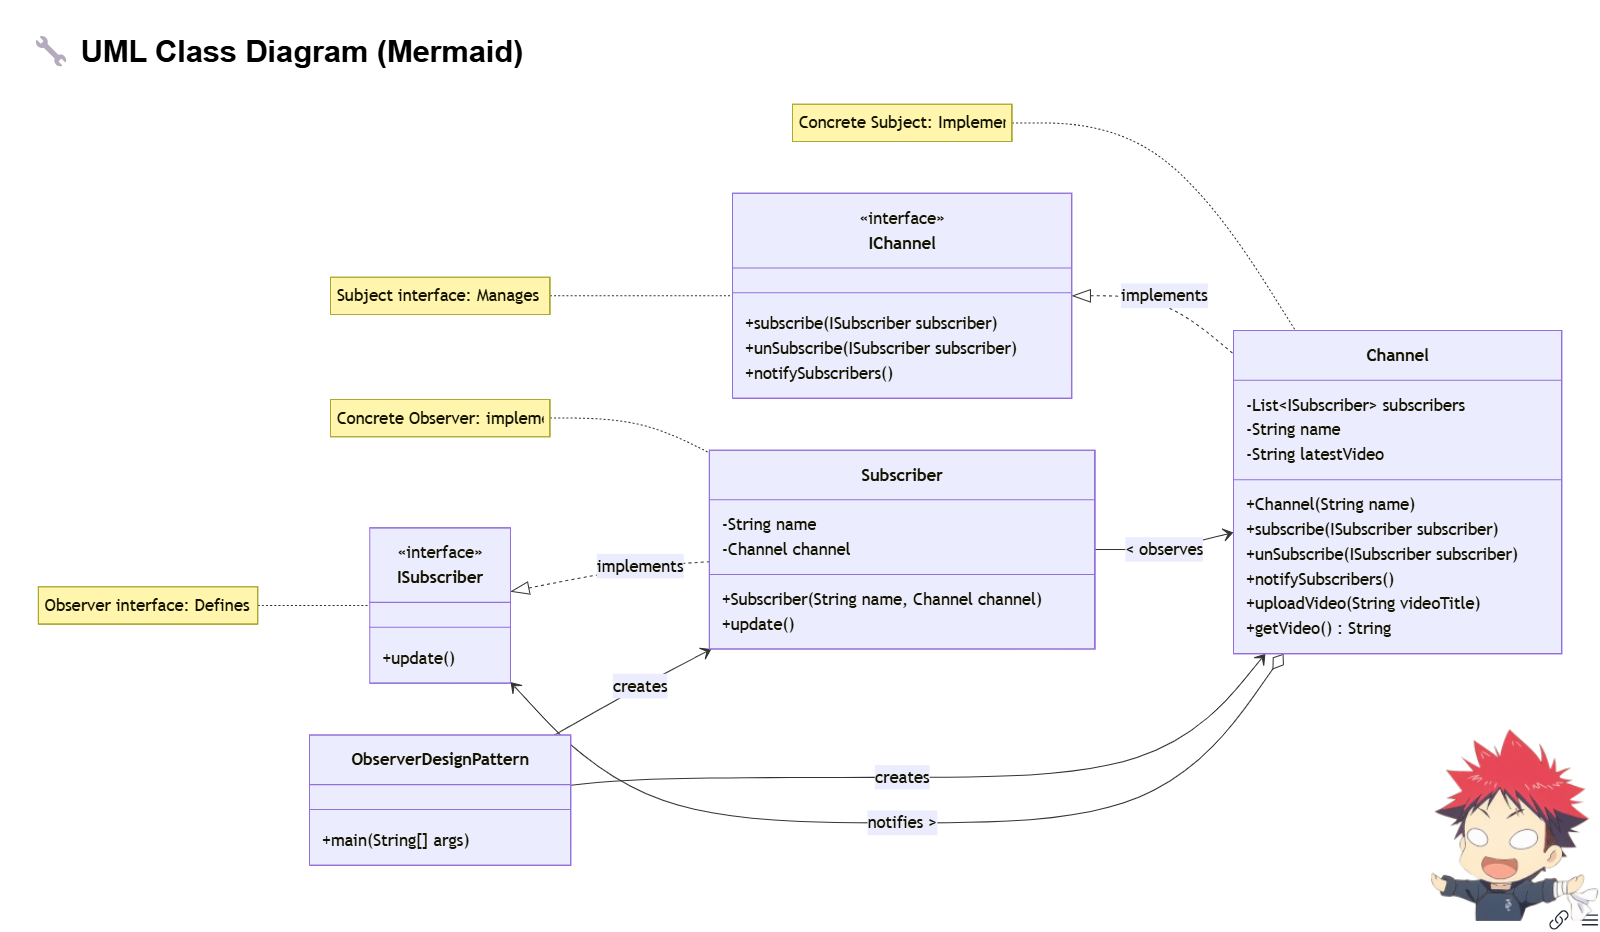 UML Class Diagram (Mermaid)
Concrete Subject: Implemen
«interface»
IChannel
+subscribe(ISubscriber subscriber)
+unSubscribe(ISubscriber subscriber)
+notifySubscribers()
Subject interface: Manages
implements
Channel
-List<ISubscriber> subscribers
-String name
-String latestVideo
+Channel(String name)
+subscribe(ISubscriber subscriber)
+unSubscribe(ISubscriber subscriber)
+notifySubscribers()
+uploadVideo(String videoTitle)
+getVideo() : String
Concrete Observer: implem
Subscriber
-String name
-Channel channel
+Subscriber(String name, Channel channel)
+update()
< observes
«interface»
ISubscriber
+update()
implements
Observer interface: Defines
creates
ObserverDesignPattern
+main(String[] args)
creates
notifies >